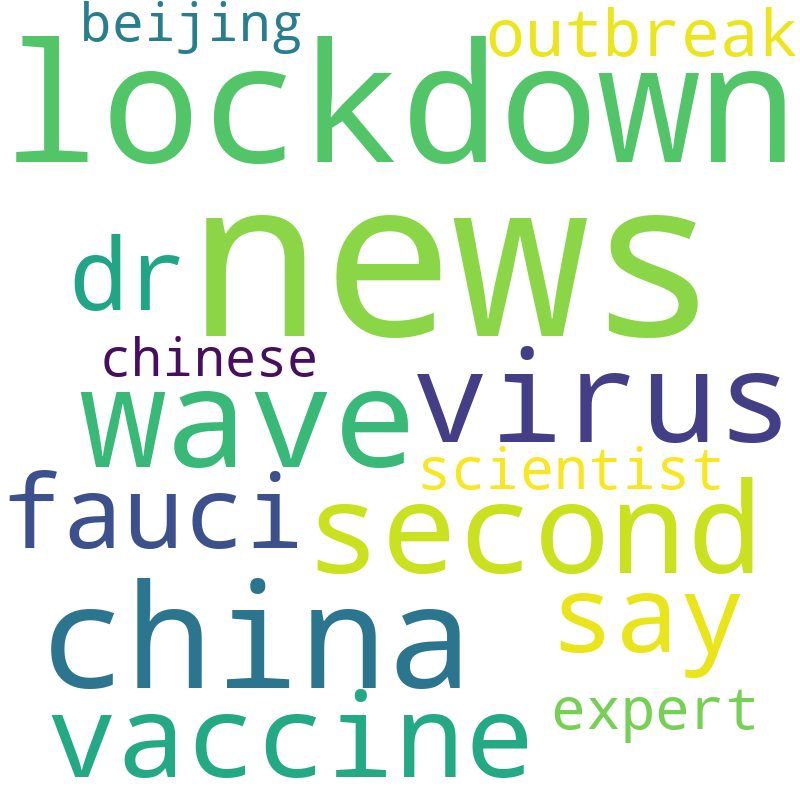 beijing outbreak
lockdown
news
dr
chinese
virus
wave
scientist
fauci
second
china
say
vaccine
expert